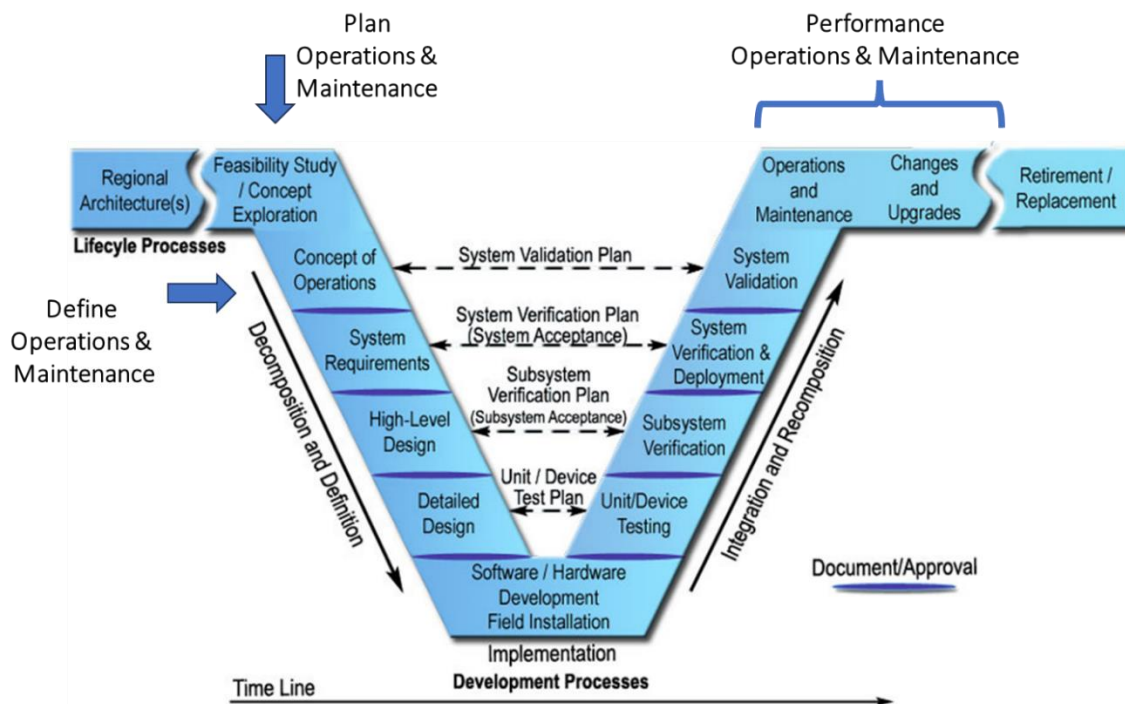 Plan
Operations &
Maintenance
Performance
Operations & Maintenance
Regional
Architecture(s)
Feasibility Study
/ Concept
Exploration
Operations
and
Maintenance
Changes
and
Upgrades
Retirement /
Replacement
Lifecyle Processes
Define
Operations &
Maintenance
Decomposition and Definition
Concept of
Operations
System Validation Plan
System
Validation
System
Requirements
System Verification Plan
(System Acceptance)
System
Verification &
Deployment
High-Level
Design
Subsystem
Verification Plan
(Subsystem Acceptance)
Subsystem
Verification
Detailed
Design
Unit / Device
Test Plan
Unit/Device
Testing
Integration and Recomposition
Software / Hardware
Development
Field Installation
Document/Approval
Implementation
Development Processes
Time Line